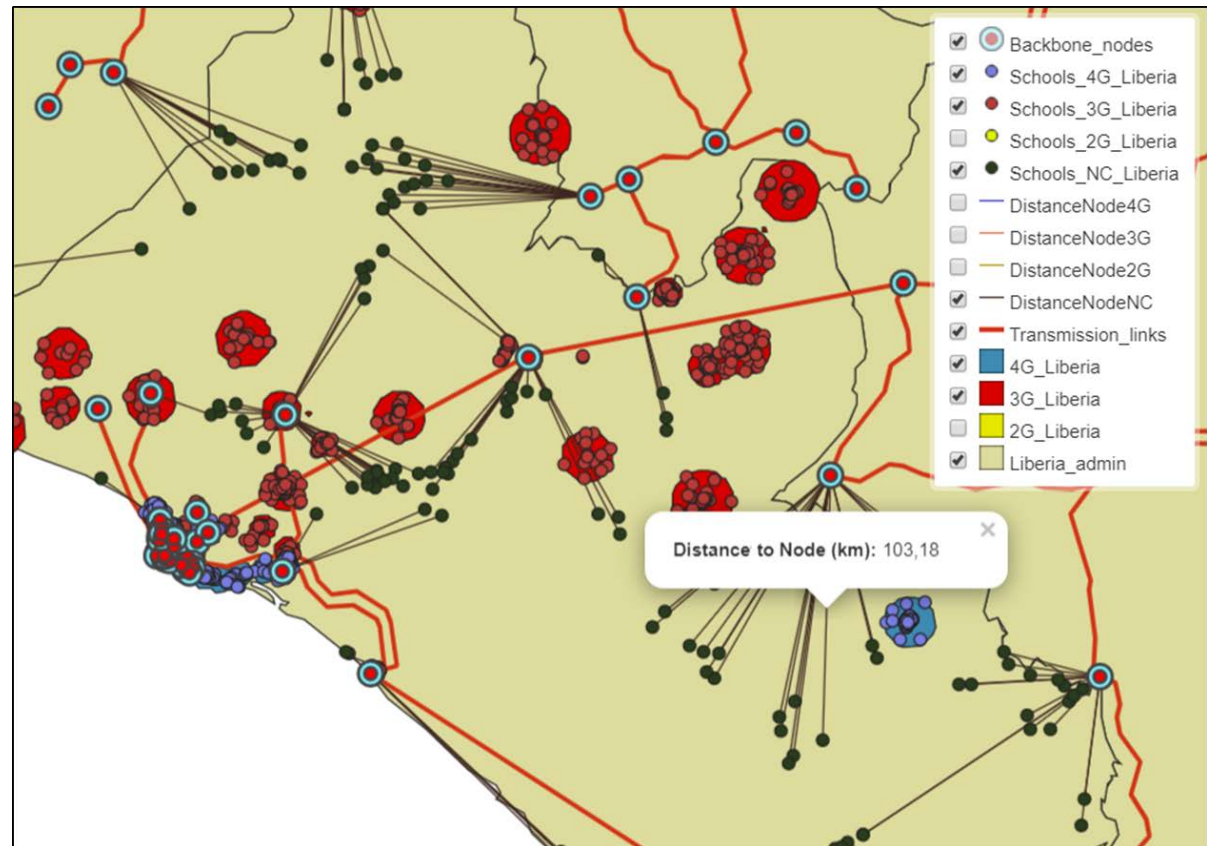 Backbone_nodes
Schools_4G_Liberia
Schools_3G_Liberia
Schools_2G_Liberia
Schools_NC_Liberia
DistanceNode4G
DistanceNode3G
DistanceNode2G
DistanceNodeNC
Transmission_links
4G_Liberia
3G_Liberia
2G_Liberia
Liberia_admin
×
Distance to Node (km): 103,18